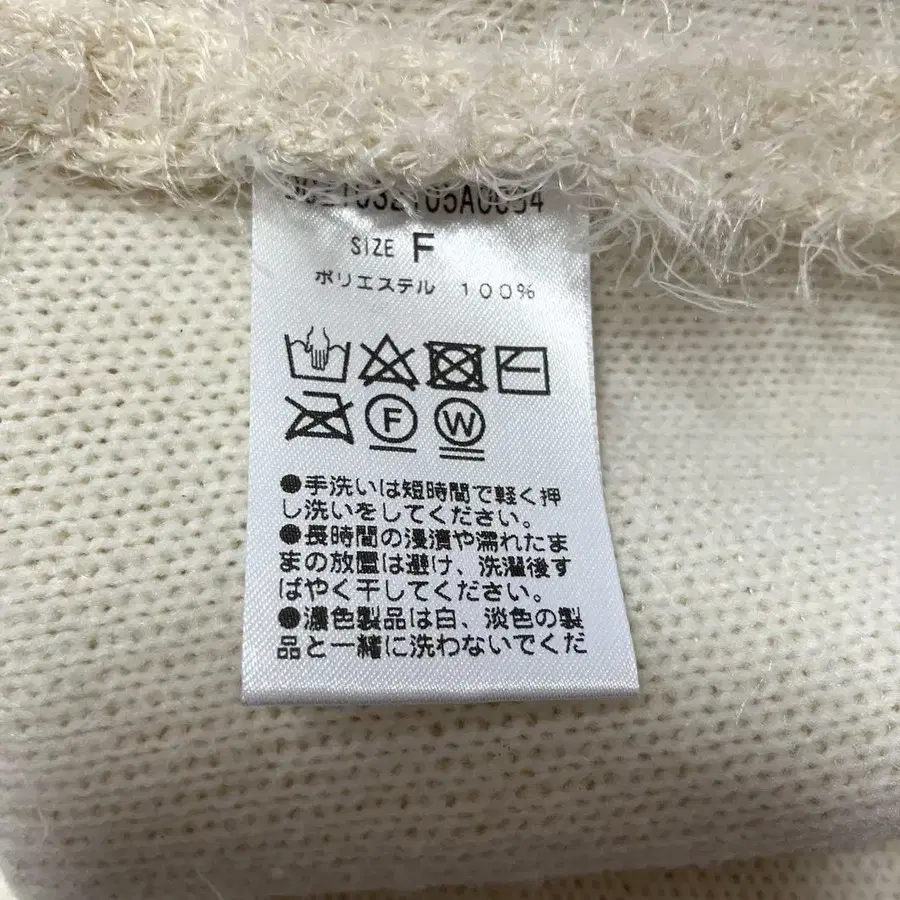 SIZE F
ポリエステル 100%
F W
●手洗いは短時間で軽く押
し洗いをしてください。
●長時間の浸漬や濡れたま
まの放置は避け、洗濯後す
ばやく干してください。
●濃色製品は白、淡色の製
品と一緒に洗わないでくだ